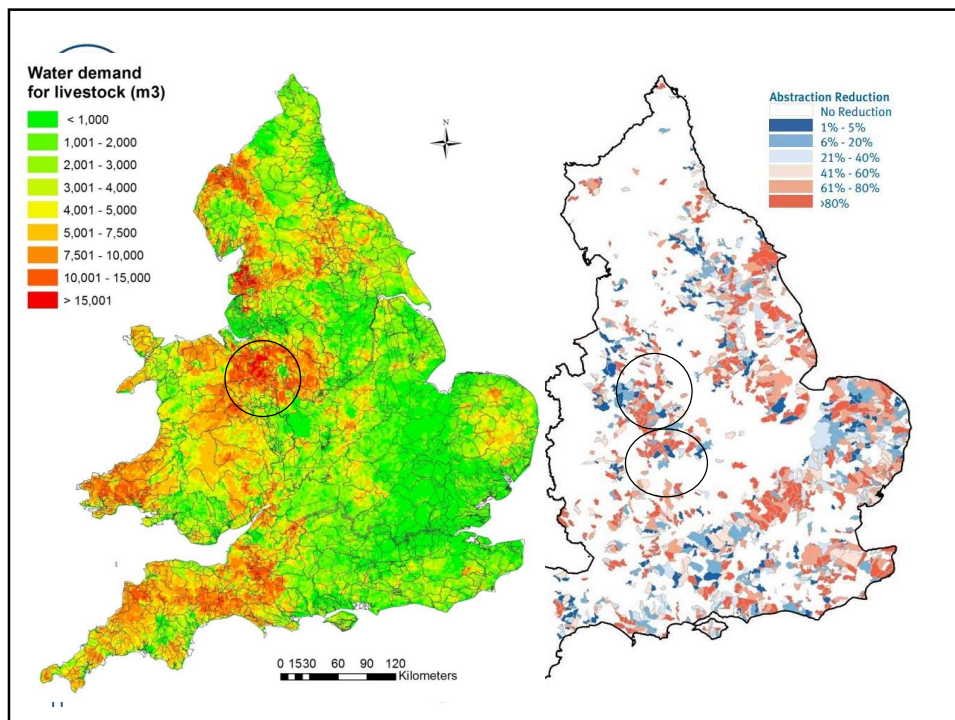 Water demand
for livestock (m3)
< 1,000
1,001 - 2,000
2,001 - 3,000
3,001 - 4,000
4,001 - 5,000
5,001 - 7,500
7,501 - 10,000
10,001 - 15,000
> 15,001
N
0 15 30 60 90 120
Kilometers
Abstraction Reduction
No Reduction
1% - 5%
6% - 20%
21% - 40%
41% - 60%
61% - 80%
>80%